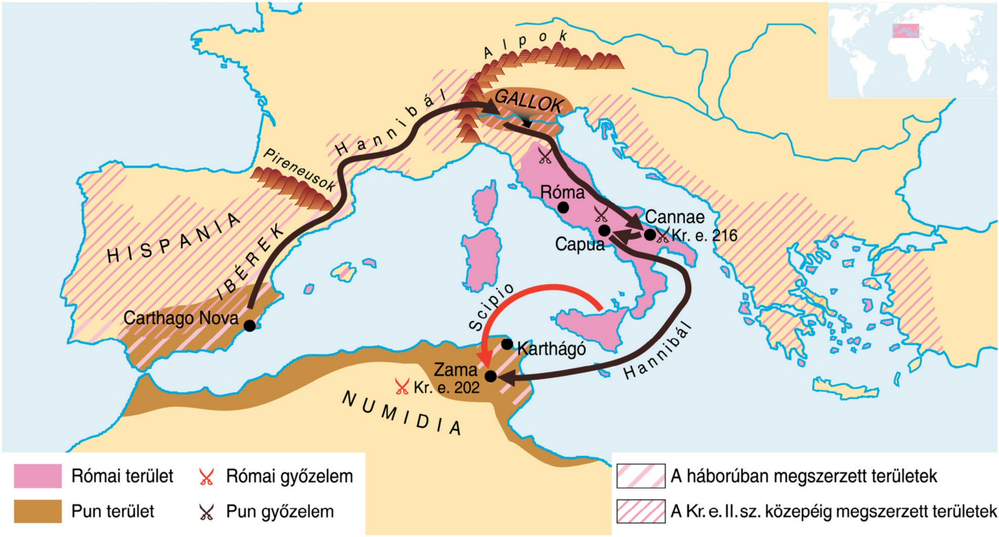 Alpok
GALLOK
Hannibál
Pireneusok
Róma
Cannae
Kr. e. 216
Capua
HISPANIA
IBÉREK
Scipio
Carthago Nova
Karthágó
Hannibál
Zama
Kr. e. 202
NUMIDIA
Római terület
Római győzelem
A háborúban megszerzett területek
Pun terület
Pun győzelem
A Kr. e. II. sz. közepéig megszerzett területek